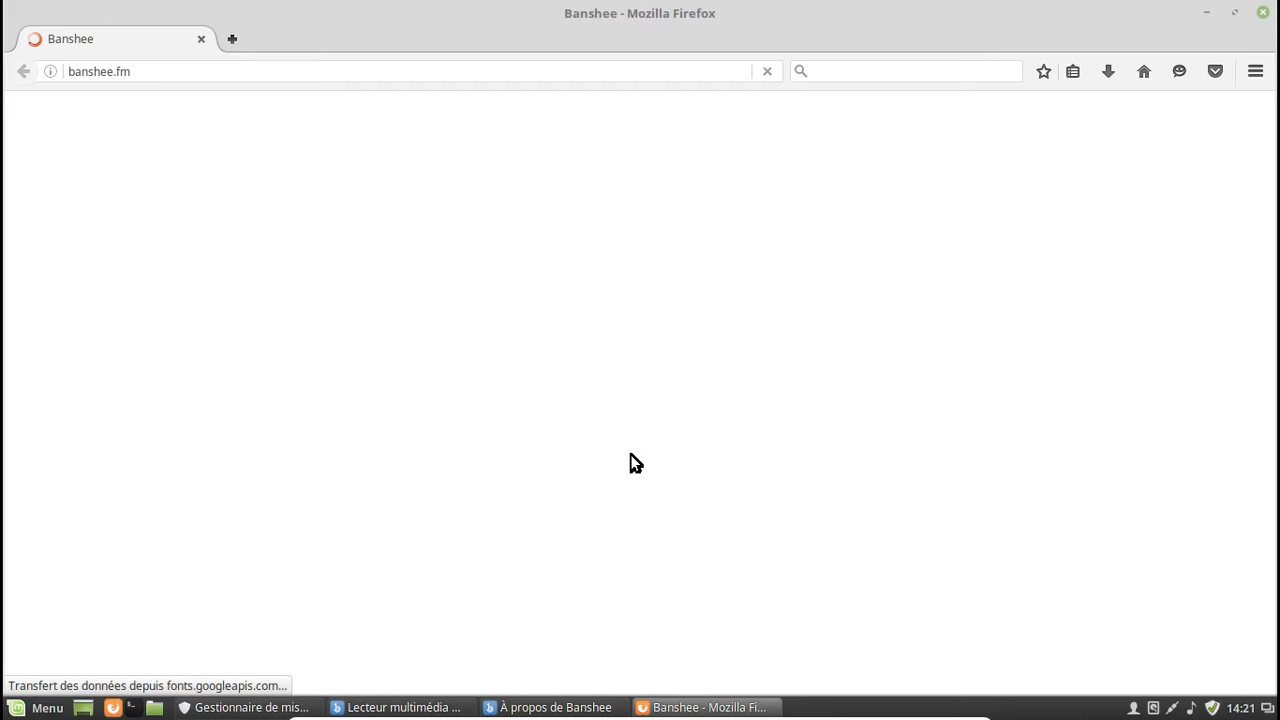 Banshee - Mozilla Firefox
Banshee
banshee.fm
Transfert des données depuis fonts.googleapis.com...
Menu
Gestionnaire de mis...
Lecteur multimédia ...
À propos de Banshee
Banshee - Mozilla Fi...
14:21